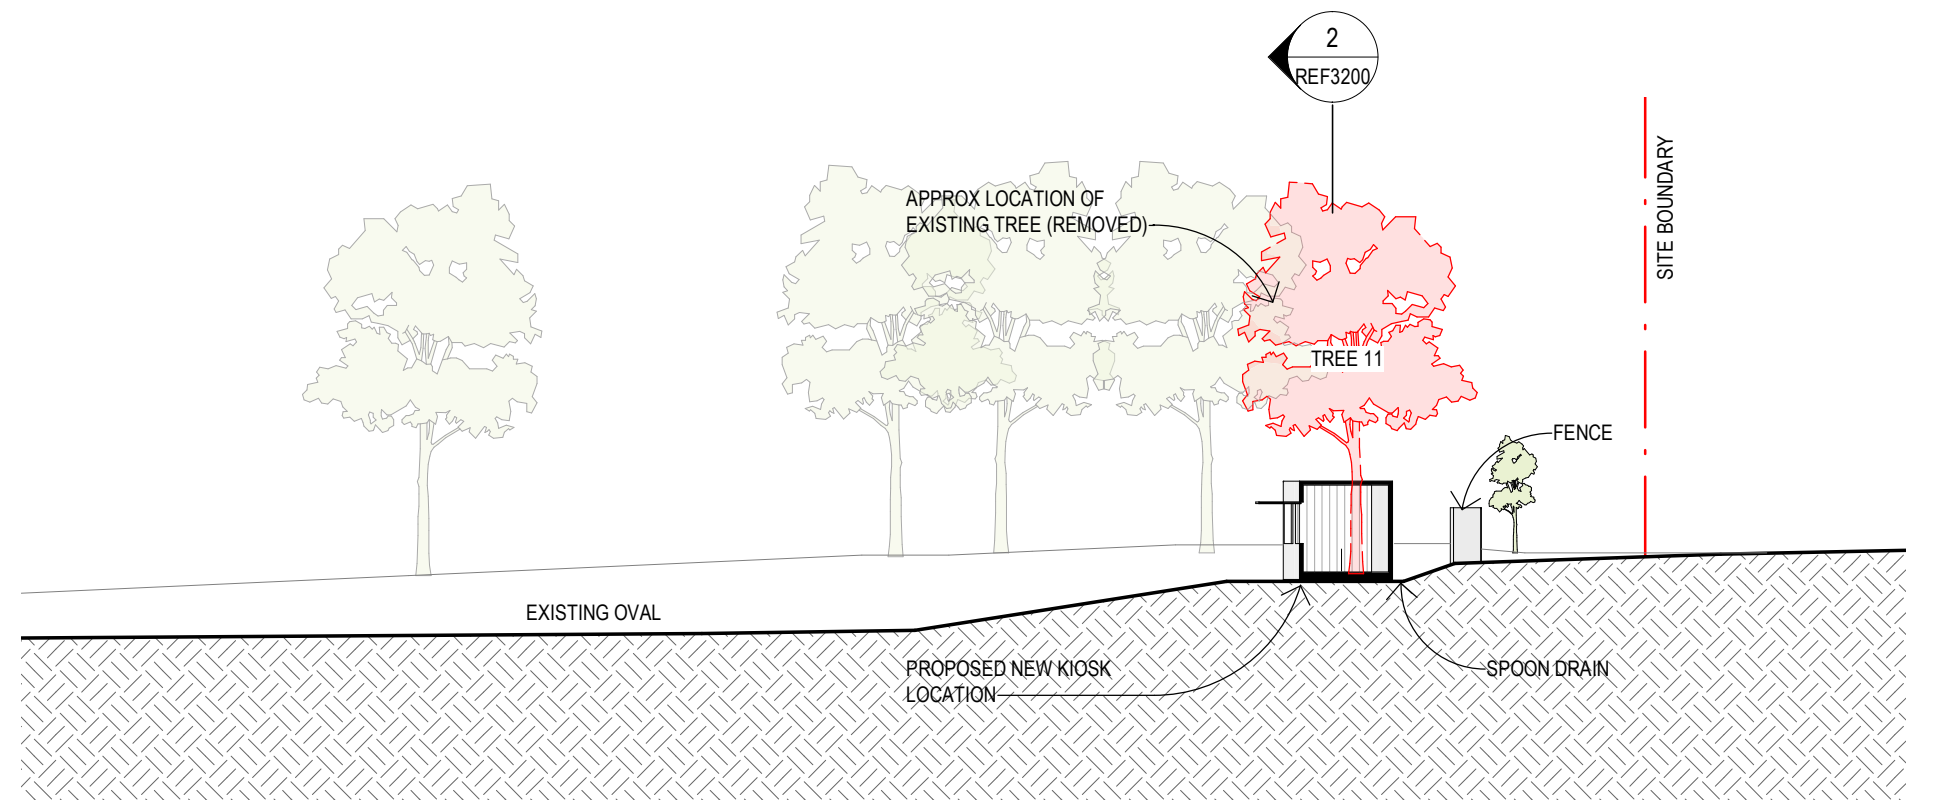 2
REF3200
SITE BOUNDARY
APPROX LOCATION OF
EXISTING TREE (REMOVED)
TREE 11
FENCE
EXISTING OVAL
PROPOSED NEW KIOSK
LOCATION
SPOON DRAIN